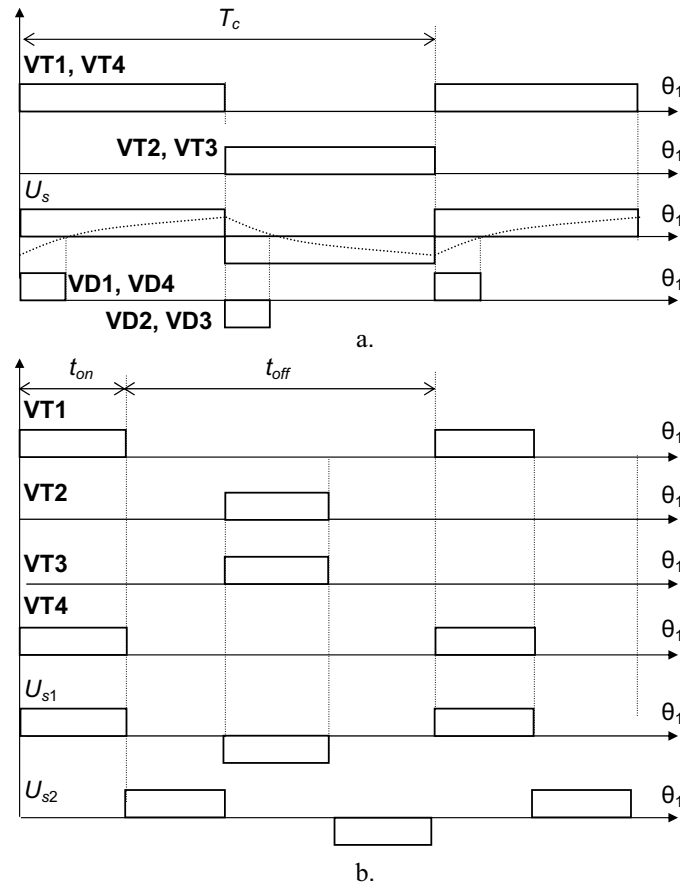 T_c
VT1, VT4
θ₁
VT2, VT3
θ₁
U_s
θ₁
VD1, VD4
θ₁
VD2, VD3
a.
t_on t_off
VT1
θ₁
VT2
θ₁
VT3
θ₁
VT4
θ₁
U_s1
θ₁
U_s2
θ₁
b.